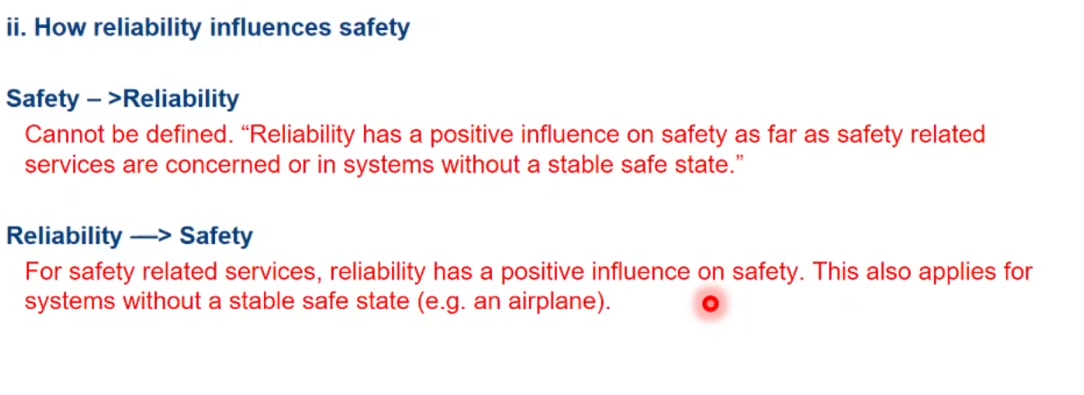 ii. How reliability influences safety
Safety – >Reliability
Cannot be defined. “Reliability has a positive influence on safety as far as safety related
services are concerned or in systems without a stable safe state.”
Reliability —> Safety
For safety related services, reliability has a positive influence on safety. This also applies for
systems without a stable safe state (e.g. an airplane).